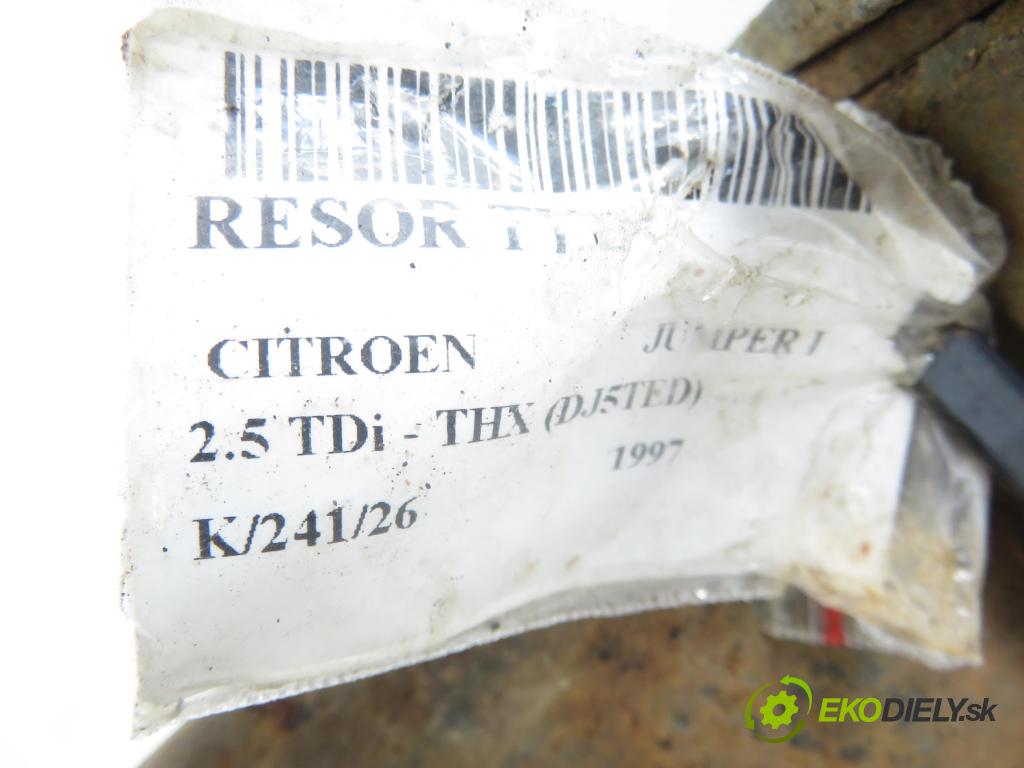 RESOR
CITROEN JUMPER I
2.5 TDi - THX (DJ5TED)
1997
K/241/26
EKODIELY.sk